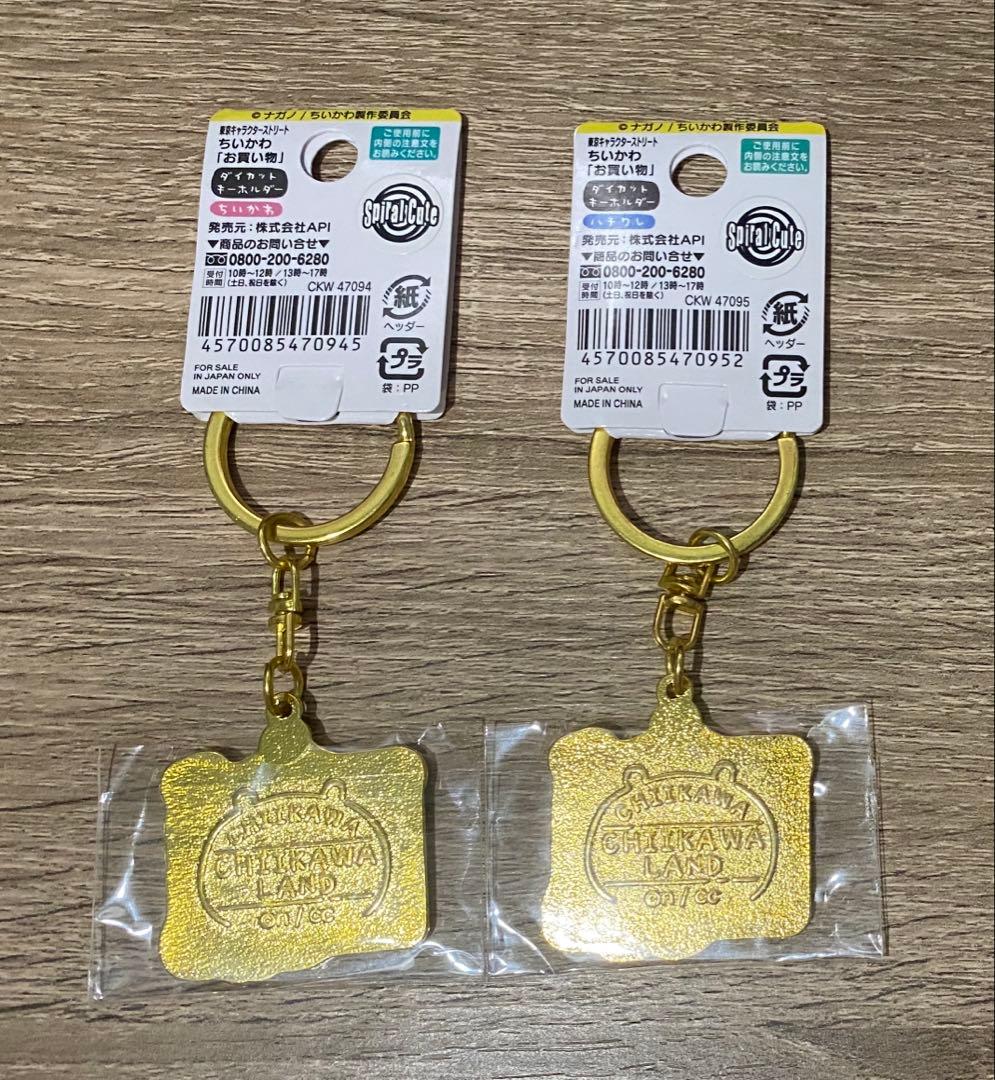 © ナガノ / ちいかわ製作委員会
東京キャラクターストリート
ちいかわ
「お買い物」
ダイカット
キーホルダー
ちいかわ
ご使用前に
内側の注意文を
お読みください。
SpiralCute
発売元：株式会社API
▼商品のお問い合せ▼
0800-200-6280
受付時間 10時〜12時／13時〜17時
(土日、祝日を除く)
CKW 47094
4570085470945
紙
ヘッダー
プラ
袋：PP
FOR SALE
IN JAPAN ONLY
MADE IN CHINA
CHIIKAWA
CHIIKAWA
LAND
©n/cc
© ナガノ / ちいかわ製作委員会
東京キャラクターストリート
ちいかわ
「お買い物」
ダイカット
キーホルダー
ハチワレ
ご使用前に
内側の注意文を
お読みください。
SpiralCute
発売元：株式会社API
▼商品のお問い合せ▼
0800-200-6280
受付時間 10時〜12時／13時〜17時
(土日、祝日を除く)
CKW 47095
4570085470952
紙
ヘッダー
プラ
袋：PP
FOR SALE
IN JAPAN ONLY
MADE IN CHINA
CHIIKAWA
CHIIKAWA
LAND
©n/cc